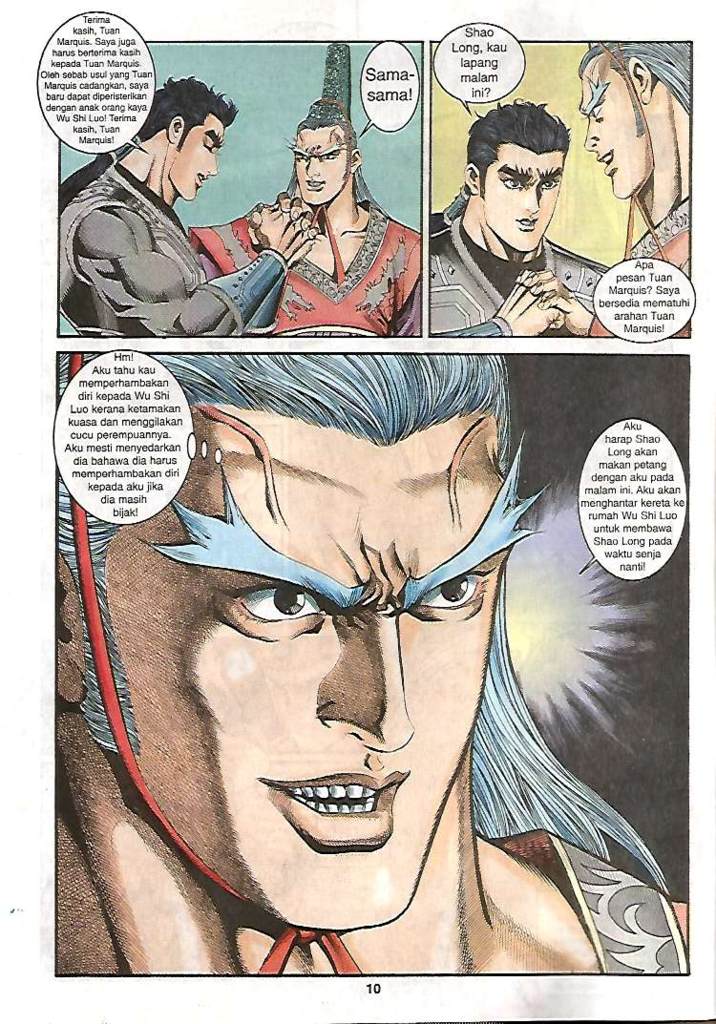 Terima
kasih, Tuan
Marquis. Saya juga
harus berterima kasih
kepada Tuan Marquis.
Oleh sebab usul yang Tuan
Marquis cadangkan, saya
baru dapat diperisterikan
dengan anak orang kaya
Wu Shi Luo! Terima
kasih, Tuan
Marquis!
Sama-
sama!
Shao
Long, kau
lapang
malam
ini?
Apa
pesan Tuan
Marquis? Saya
bersedia mematuhi
arahan Tuan
Marquis!
Hm!
Aku tahu kau
memperhambakan
diri kepada Wu Shi
Luo kerana ketamakan
kuasa dan menggilakan
cucu perempuannya.
Aku mesti menyedarkan
dia bahawa dia harus
memperhambakan diri
kepada aku jika
dia masih
bijak!
Aku
harap Shao
Long akan
makan petang
dengan aku pada
malam ini. Aku akan
menghantar kereta ke
rumah Wu Shi Luo
untuk membawa
Shao Long pada
waktu senja
nanti!
10